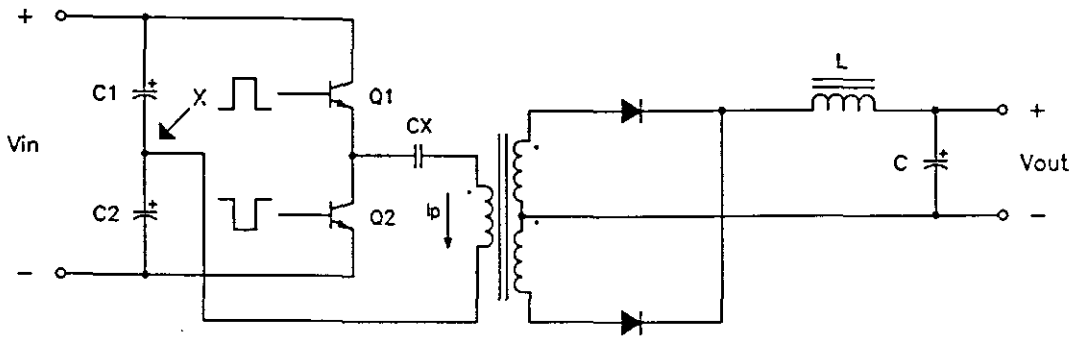 +
C1
X
Q1
CX
L
+
Vin
Ip
C
Vout
C2
Q2
-
-